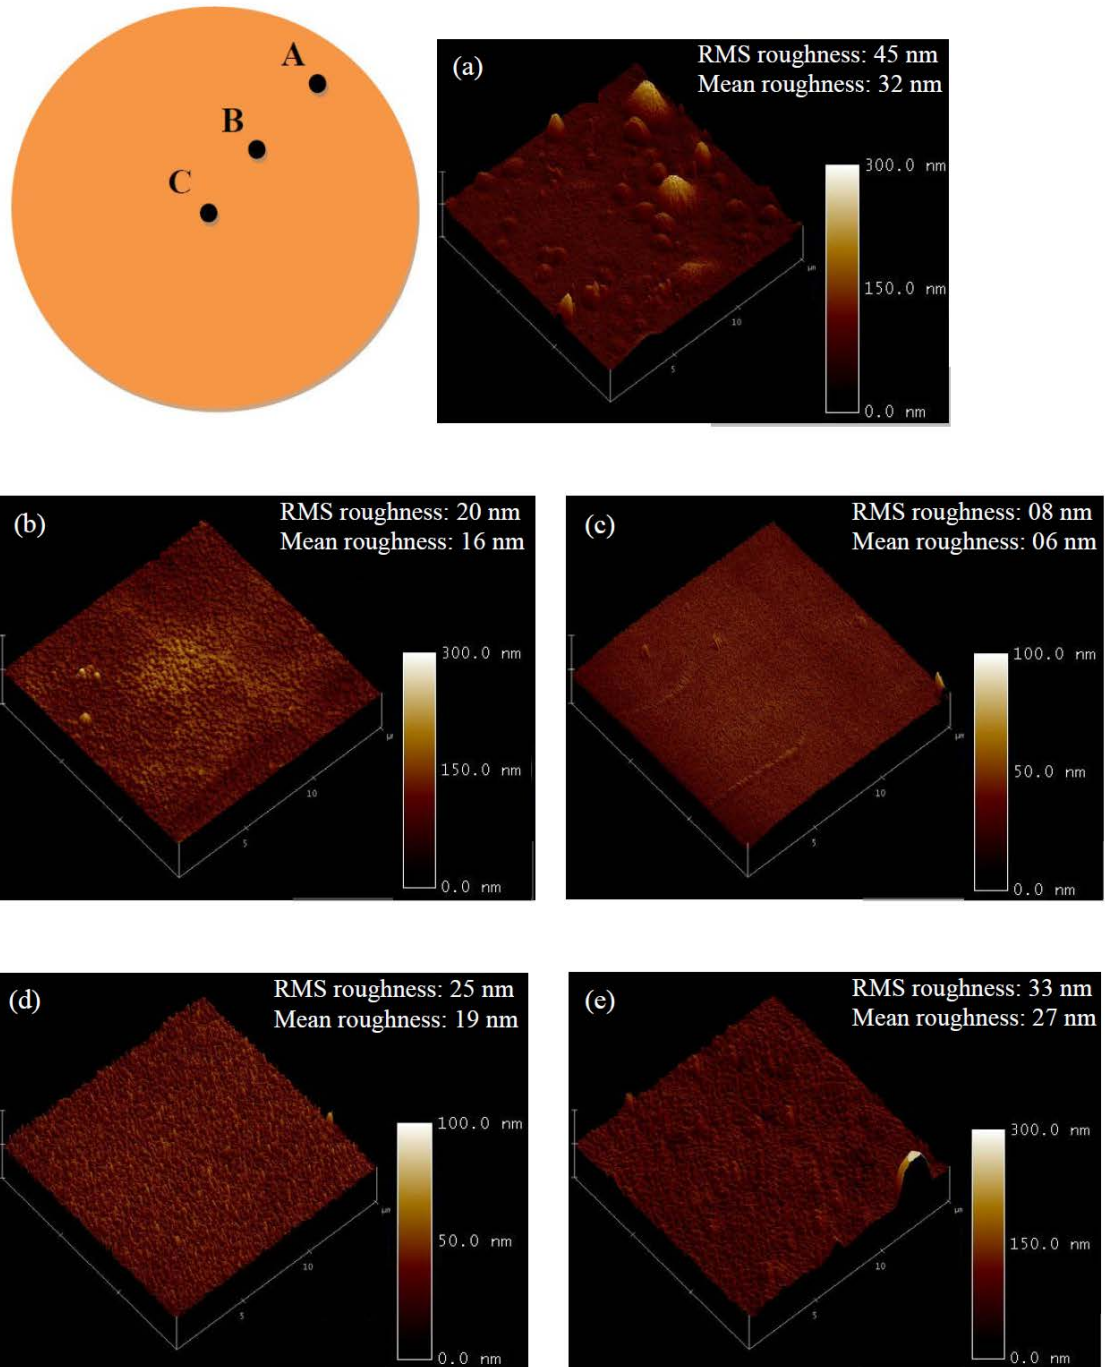 A
B
C
(a)
RMS roughness: 45 nm
Mean roughness: 32 nm
300.0 nm
150.0 nm
0.0 nm
µm
10
5
(b)
RMS roughness: 20 nm
Mean roughness: 16 nm
300.0 nm
150.0 nm
0.0 nm
µm
10
5
(c)
RMS roughness: 08 nm
Mean roughness: 06 nm
100.0 nm
50.0 nm
0.0 nm
µm
10
5
(d)
RMS roughness: 25 nm
Mean roughness: 19 nm
100.0 nm
50.0 nm
0.0 nm
µm
10
5
(e)
RMS roughness: 33 nm
Mean roughness: 27 nm
300.0 nm
150.0 nm
0.0 nm
µm
10
5